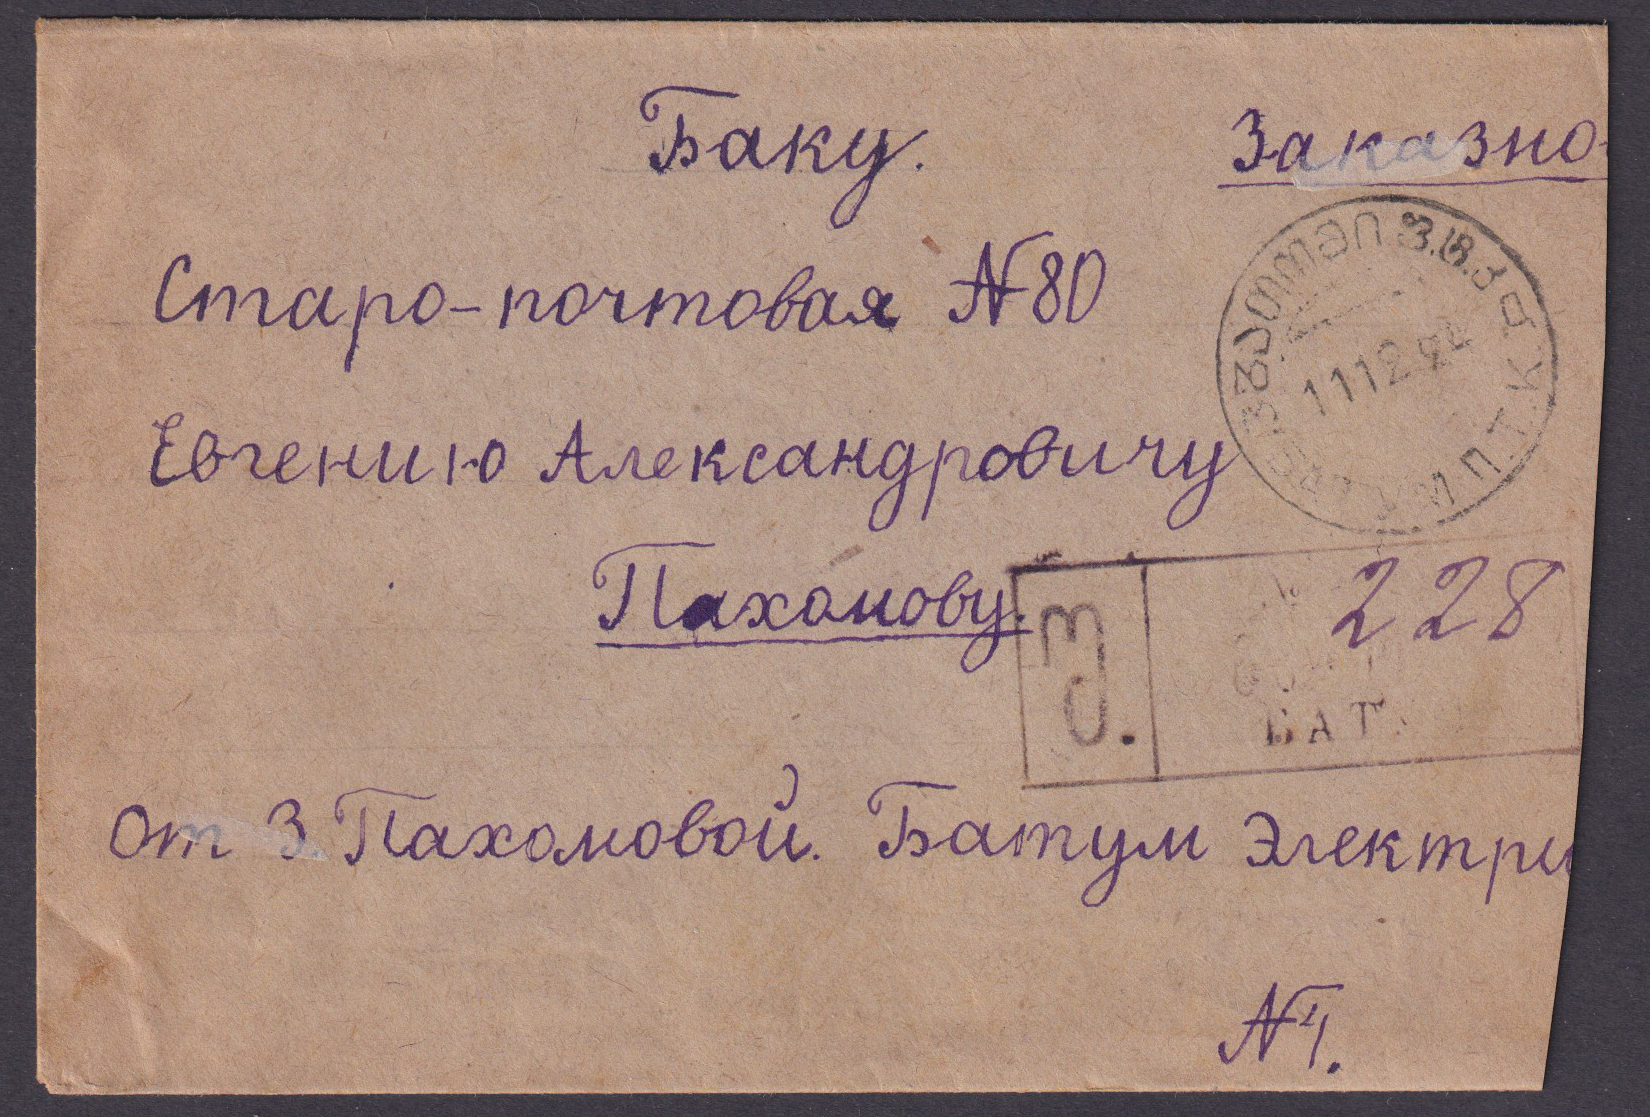 Баку. Заказно
Старо-почтовая №80
Евгению Александровичу
Пахомову.
228
БАТ
от З. Пахомовой. Батум Электри
№4.